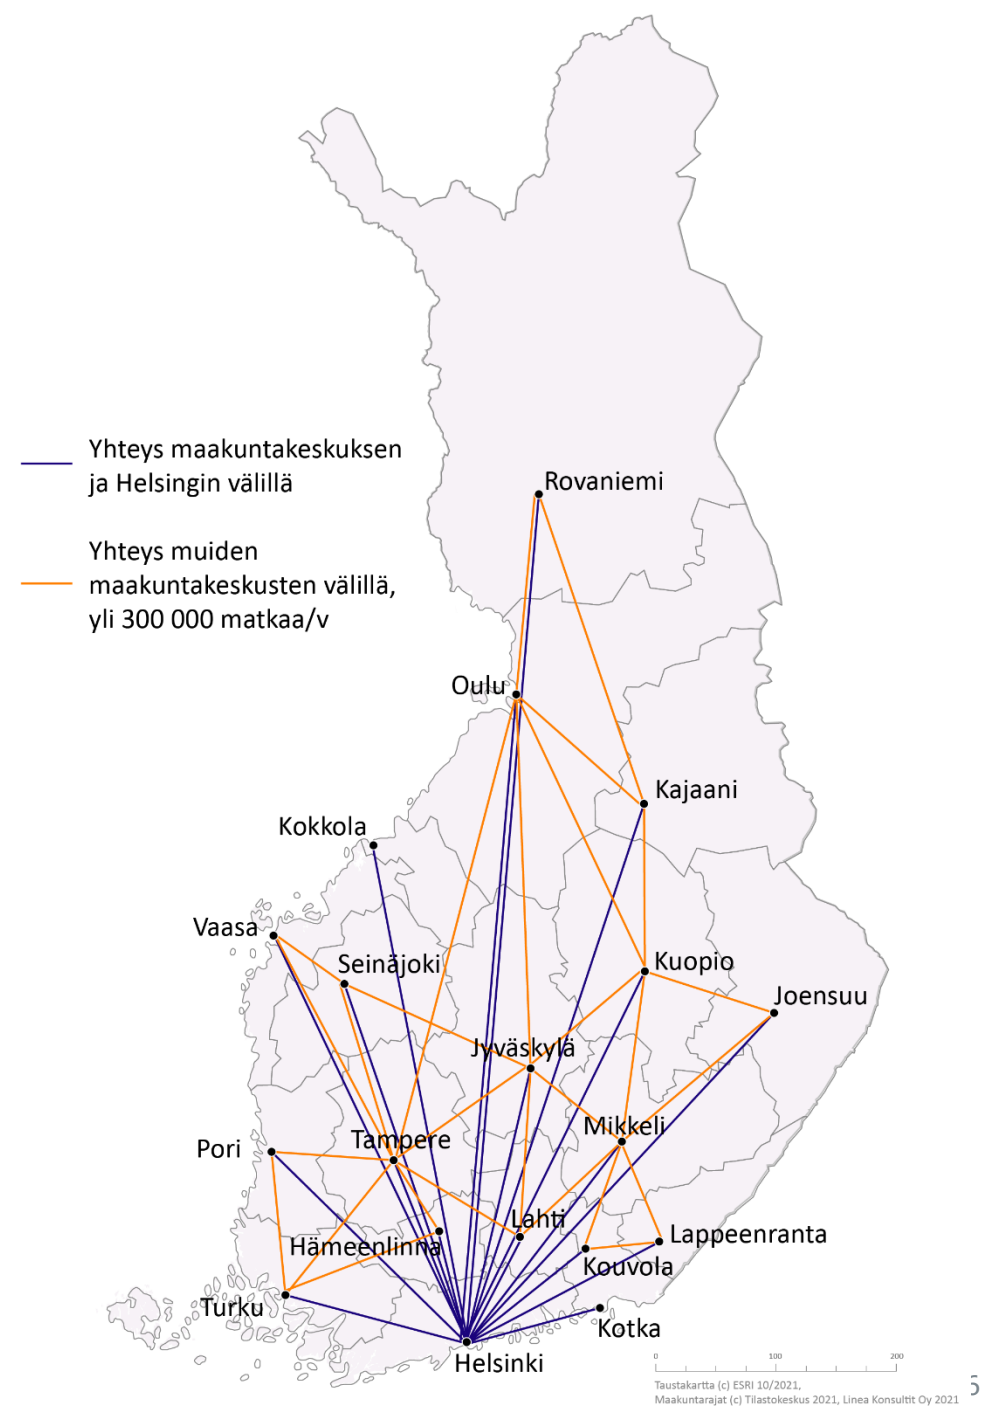 Yhteys maakuntakeskuksen
ja Helsingin välillä
Yhteys muiden
maakuntakeskusten välillä,
yli 300 000 matkaa/v
Rovaniemi
Oulu
Kajaani
Kokkola
Vaasa
Seinäjoki
Kuopio
Joensuu
Jyväskylä
Mikkeli
Tampere
Pori
Lahti
Lappeenranta
Hämeenlinna
Kouvola
Turku
Kotka
Helsinki
0 100 200
Taustakartta (c) ESRI 10/2021,
Maakuntarajat (c) Tilastokeskus 2021, Linea Konsultit Oy 2021